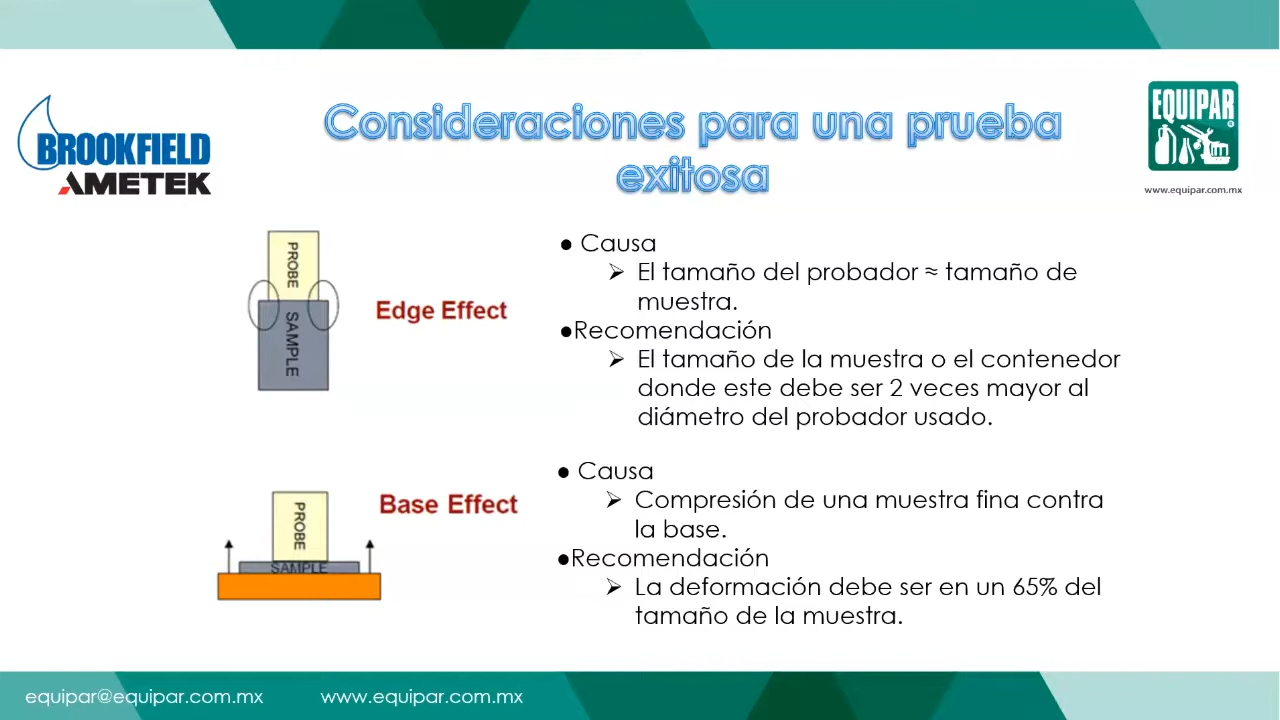 BROOKFIELD
AMETEK
Consideraciones para una prueba
exitosa
EQUIPAR
www.equipar.com.mx
PROBE
SAMPLE
Edge Effect
● Causa
➢ El tamaño del probador ≈ tamaño de
muestra.
●Recomendación
➢ El tamaño de la muestra o el contenedor
donde este debe ser 2 veces mayor al
diámetro del probador usado.
PROBE
SAMPLE
Base Effect
● Causa
➢ Compresión de una muestra fina contra
la base.
●Recomendación
➢ La deformación debe ser en un 65% del
tamaño de la muestra.
equipar@equipar.com.mx
www.equipar.com.mx